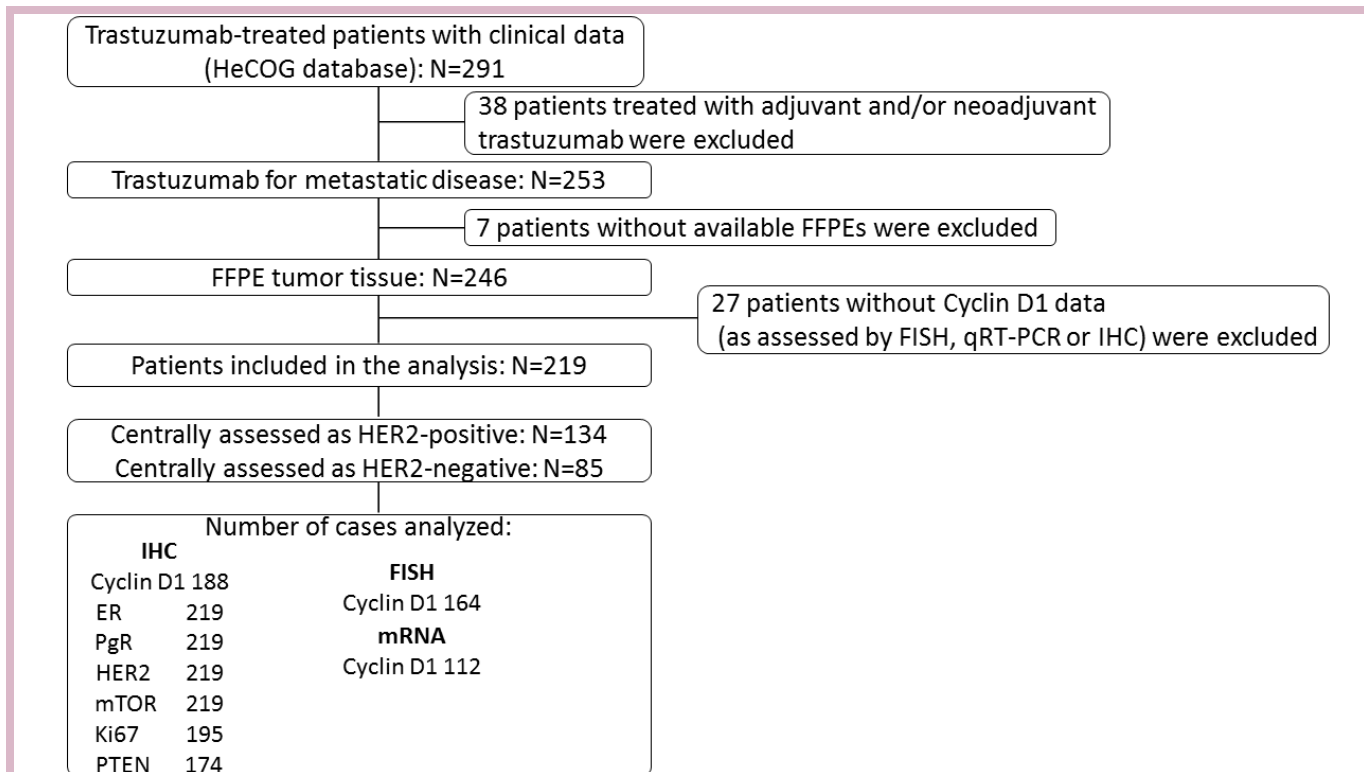 Trastuzumab-treated patients with clinical data
(HeCOG database): N=291
38 patients treated with adjuvant and/or neoadjuvant
trastuzumab were excluded
Trastuzumab for metastatic disease: N=253
7 patients without available FFPEs were excluded
FFPE tumor tissue: N=246
27 patients without Cyclin D1 data
(as assessed by FISH, qRT-PCR or IHC) were excluded
Patients included in the analysis: N=219
Centrally assessed as HER2-positive: N=134
Centrally assessed as HER2-negative: N=85
Number of cases analyzed:
IHC
Cyclin D1 188
ER 219
PgR 219
HER2 219
mTOR 219
Ki67 195
PTEN 174
FISH
Cyclin D1 164
mRNA
Cyclin D1 112